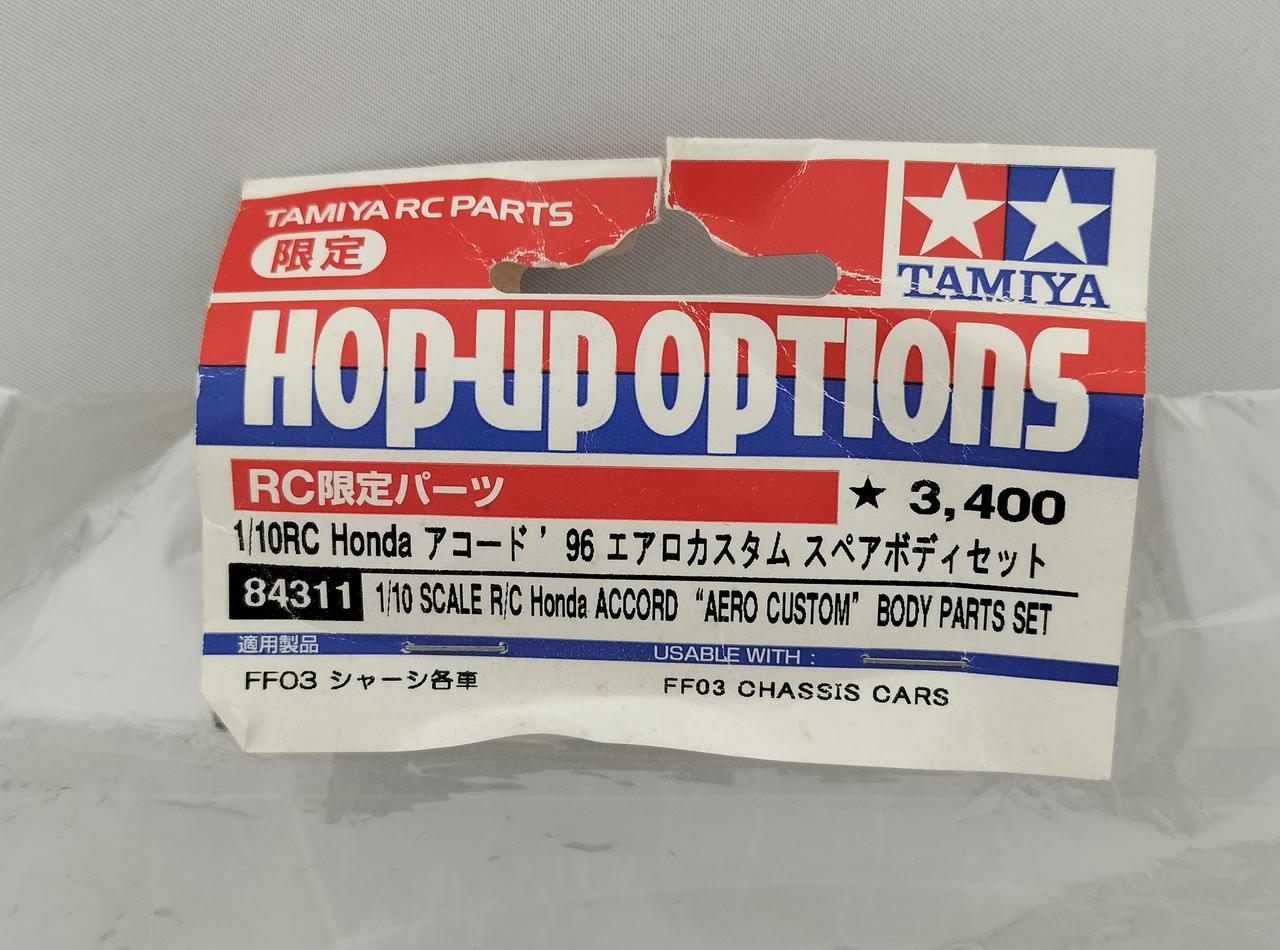 TAMIYA RC PARTS
限定
TAMIYA
HOP-UP OPTIONS
RC限定パーツ
★ 3,400
1/10RC Honda アコード '96 エアロカスタム スペアボディセット
84311 1/10 SCALE R/C Honda ACCORD “AERO CUSTOM” BODY PARTS SET
適用製品 USABLE WITH :
FF03 シャーシ各車 FF03 CHASSIS CARS